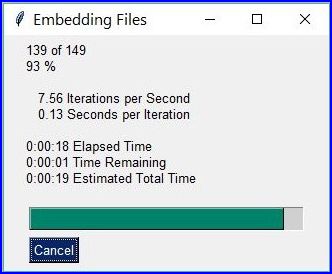 Embedding Files
139 of 149
93 %
7.56 Iterations per Second
0.13 Seconds per Iteration
0:00:18 Elapsed Time
0:00:01 Time Remaining
0:00:19 Estimated Total Time
Cancel